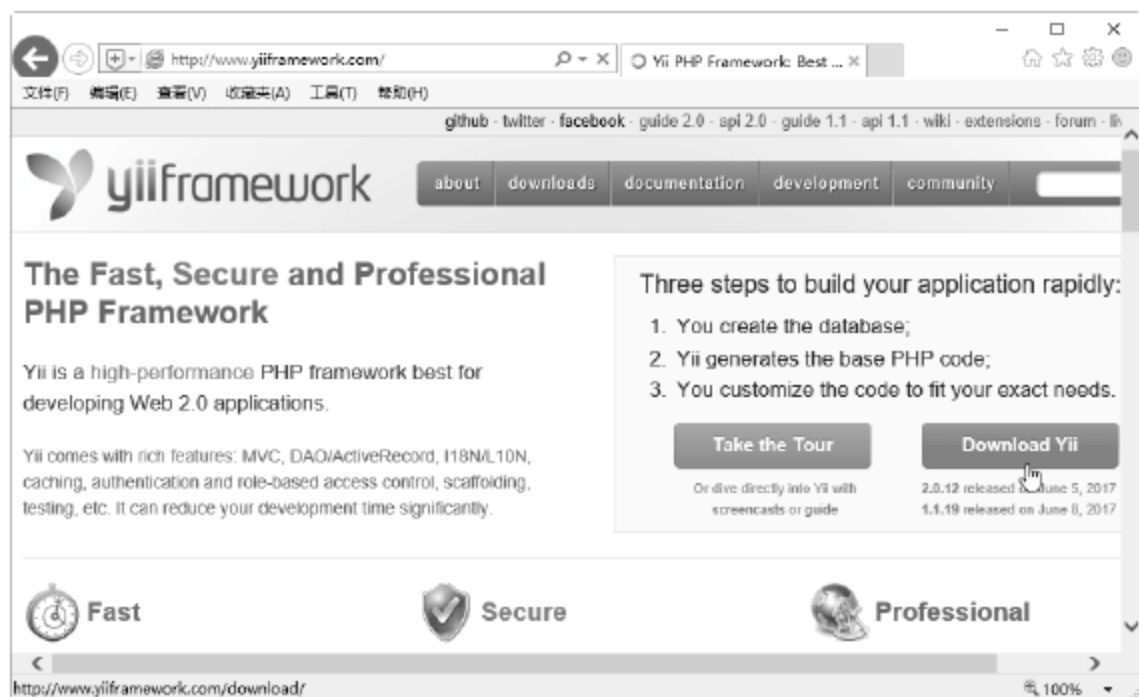 http://www.yiiframework.com/
Yii PHP Framework: Best ... ×
文件(F) 编辑(E) 查看(V) 收藏夹(A) 工具(T) 帮助(H)
github - twitter - facebook - guide 2.0 - api 2.0 - guide 1.1 - api 1.1 - wiki - extensions - forum -
yiiframework
about downloads documentation development community
The Fast, Secure and Professional
PHP Framework
Yii is a high-performance PHP framework best for
developing Web 2.0 applications.
Yii comes with rich features: MVC, DAO/ActiveRecord, I18N/L10N,
caching, authentication and role-based access control, scaffolding,
testing, etc. It can reduce your development time significantly.
Three steps to build your application rapidly:
1. You create the database;
2. Yii generates the base PHP code;
3. You customize the code to fit your exact needs.
Take the Tour
Or dive directly into Yii with
screencasts or guide
Download Yii
2.0.12 released June 5, 2017
1.1.19 released on June 8, 2017
Fast
Secure
Professional
http://www.yiiframework.com/download/
100%